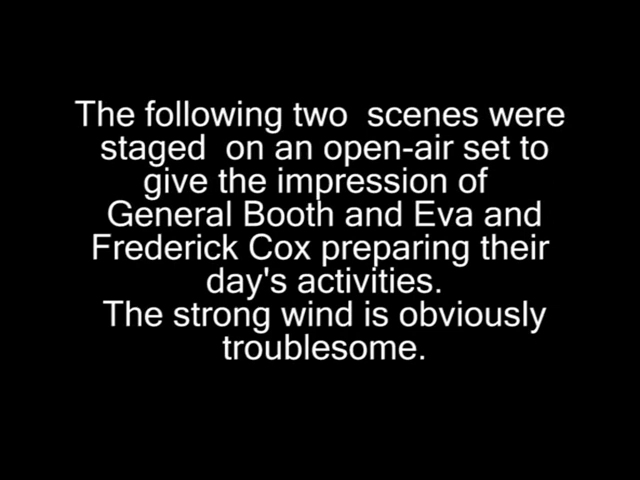 The following two  scenes were
staged  on an open-air set to
give the impression of
General Booth and Eva and
Frederick Cox preparing their
day's activities.
The strong wind is obviously
troublesome.